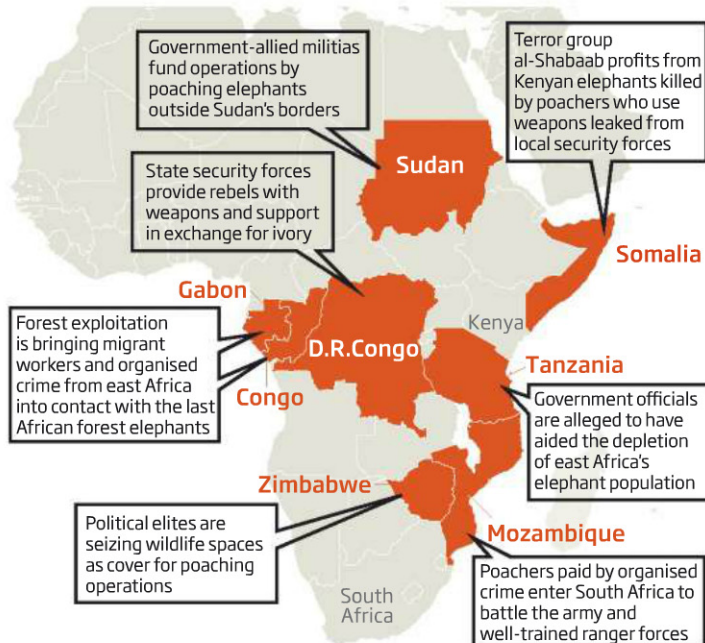 Government-allied militias
fund operations by
poaching elephants
outside Sudan's borders
Terror group
al-Shabaab profits from
Kenyan elephants killed
by poachers who use
weapons leaked from
local security forces
Sudan
State security forces
provide rebels with
weapons and support
in exchange for ivory
Somalia
Gabon
Kenya
Forest exploitation
is bringing migrant
workers and organised
crime from east Africa
into contact with the last
African forest elephants
D.R.Congo
Congo
Tanzania
Government officials
are alleged to have
aided the depletion
of east Africa's
elephant population
Zimbabwe
Political elites are
seizing wildlife spaces
as cover for poaching
operations
Mozambique
South
Africa
Poachers paid by organised
crime enter South Africa to
battle the army and
well-trained ranger forces